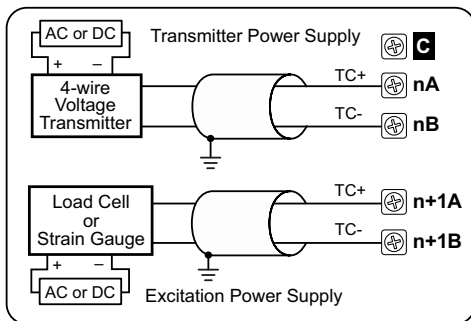 AC or DC
Transmitter Power Supply
C
+ –
4-wire
Voltage
Transmitter
TC+
nA
TC-
nB
Load Cell
or
Strain Gauge
TC+
n+1A
TC-
n+1B
+ –
AC or DC
Excitation Power Supply